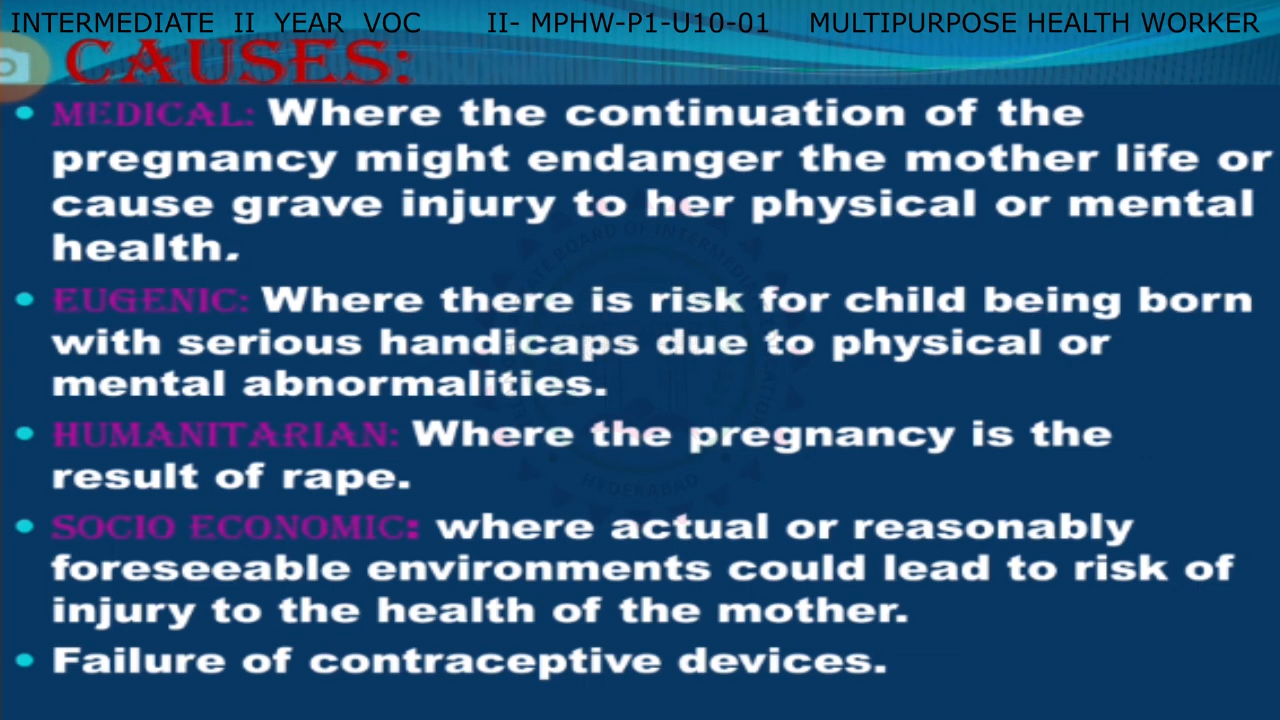 INTERMEDIATE II YEAR VOC II- MPHW-P1-U10-01 MULTIPURPOSE HEALTH WORKER
CAUSES:
• MEDICAL: Where the continuation of the
pregnancy might endanger the mother life or
cause grave injury to her physical or mental
health.
• EUGENIC: Where there is risk for child being born
with serious handicaps due to physical or
mental abnormalities.
• HUMANITARIAN: Where the pregnancy is the
result of rape.
• SOCIO ECONOMIC: where actual or reasonably
foreseeable environments could lead to risk of
injury to the health of the mother.
• Failure of contraceptive devices.
HYDERABAD